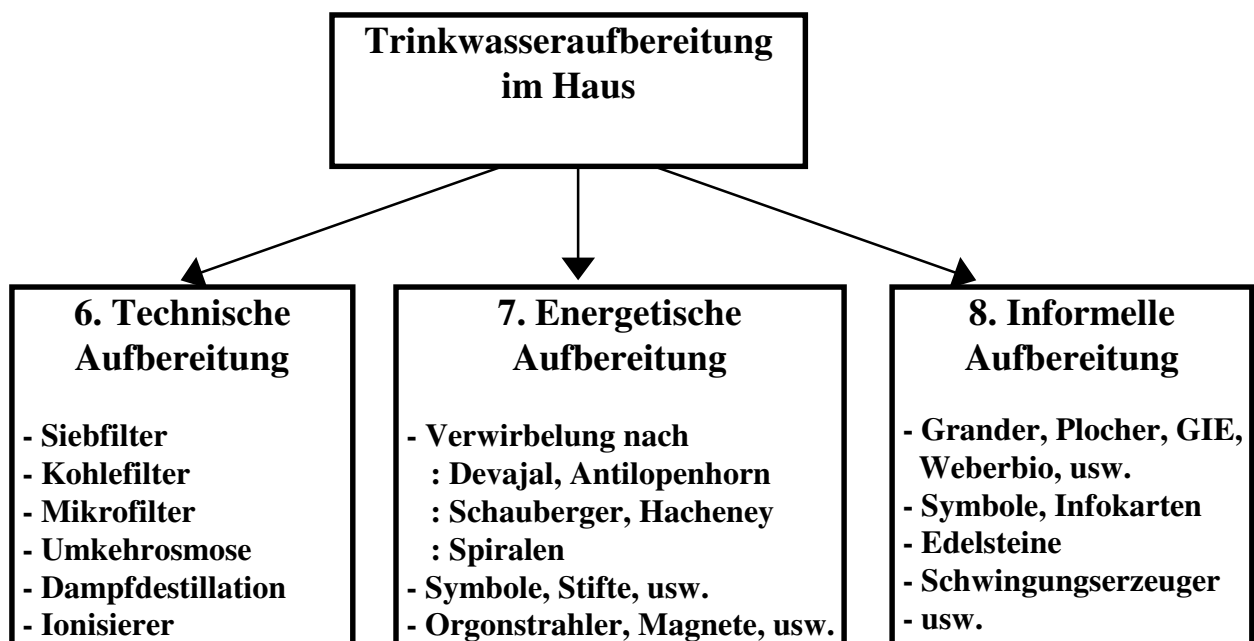 Trinkwasseraufbereitung
im Haus
6. Technische
Aufbereitung
- Siebfilter
- Kohlefilter
- Mikrofilter
- Umkehrosmose
- Dampfdestillation
- Ionisierer
7. Energetische
Aufbereitung
- Verwirbelung nach
: Devajal, Antilopenhorn
: Schauberger, Hacheney
: Spiralen
- Symbole, Stifte, usw.
- Orgonstrahler, Magnete, usw.
8. Informelle
Aufbereitung
- Grander, Plocher, GIE,
Weberbio, usw.
- Symbole, Infokarten
- Edelsteine
- Schwingungserzeuger
- usw.